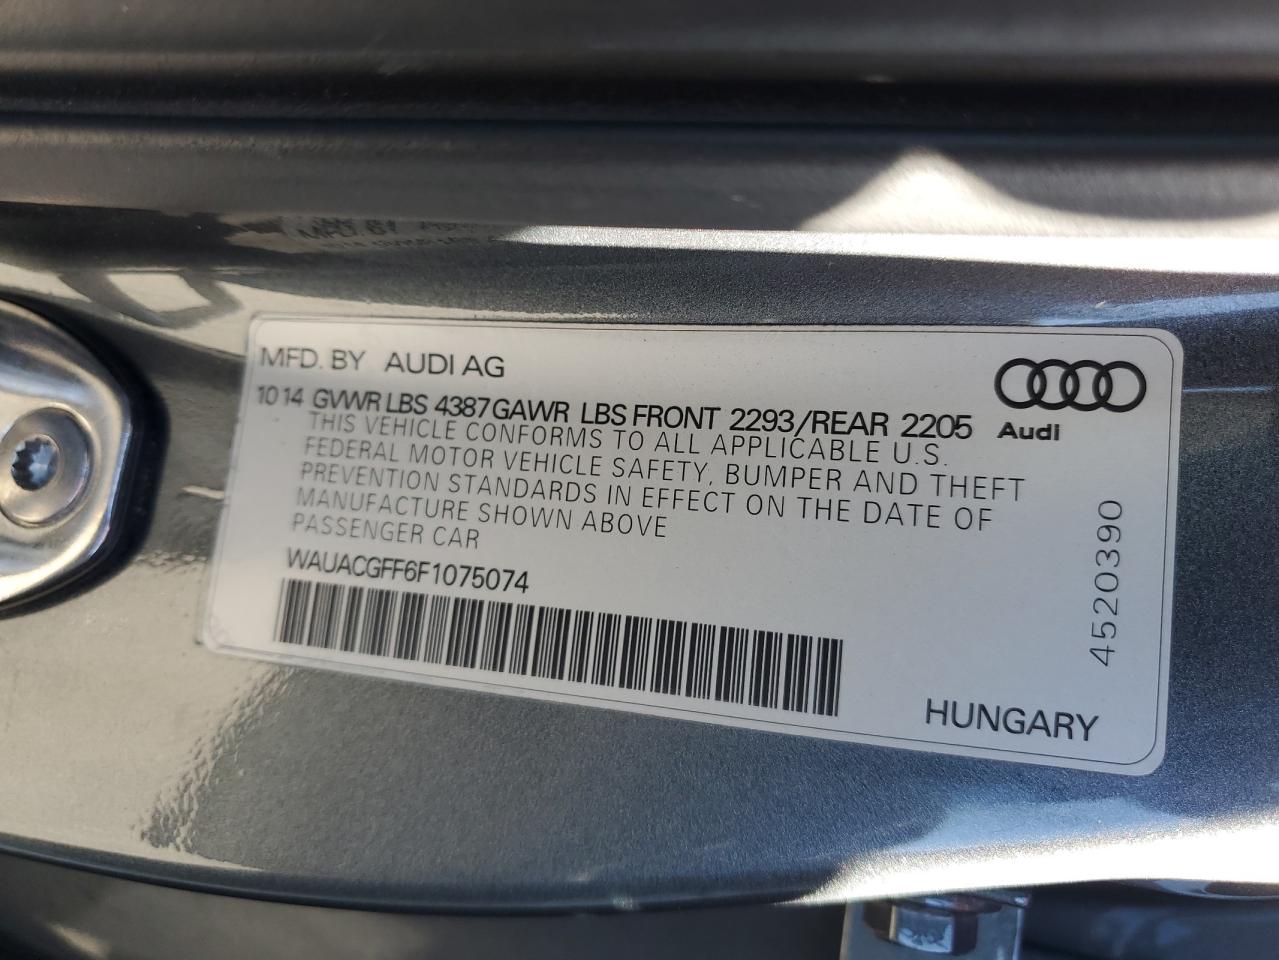 MFD. BY AUDI AG
10 14 GVWR LBS 4387 GAWR LBS FRONT 2293/REAR 2205
THIS VEHICLE CONFORMS TO ALL APPLICABLE U.S.
FEDERAL MOTOR VEHICLE SAFETY, BUMPER AND THEFT
PREVENTION STANDARDS IN EFFECT ON THE DATE OF
MANUFACTURE SHOWN ABOVE
PASSENGER CAR
WAUACGFF6F1075074
Audi
4520390
HUNGARY